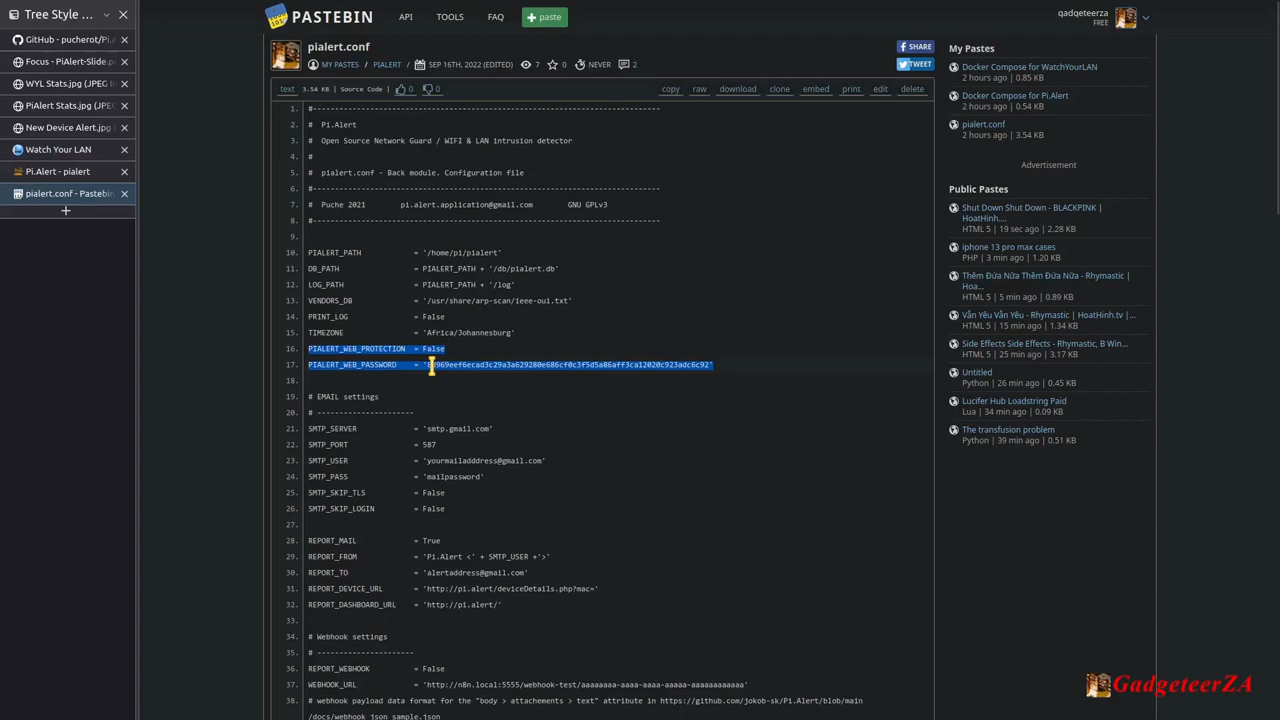 Tree Style ...
GitHub - pucherot/Pi.A
Focus - PiAlert-Slide.p
WYL Stats.jpg (JPEG In
PiAlert Stats.jpg (JPEG
New Device Alert.jpg
Watch Your LAN
Pi.Alert - pialert
pialert.conf - Pastebin
PASTEBIN API TOOLS FAQ paste
gadgeteerza
FREE
pialert.conf
SHARE
MY PASTES PIALERT SEP 16TH, 2022 (EDITED) 7 0 NEVER 2
TWEET
text 3.54 KB | Source Code | 0 0 copy raw download clone embed print edit delete
1. #---------------------------------------------------------------------------------
2. # Pi.Alert
3. # Open Source Network Guard / WIFI & LAN intrusion detector
4. #
5. # pialert.conf - Back module. Configuration file
6. #---------------------------------------------------------------------------------
7. # Puche 2021 pi.alert.application@gmail.com GNU GPLv3
8. #---------------------------------------------------------------------------------
9.
10. PIALERT_PATH = '/home/pi/pialert'
11. DB_PATH = PIALERT_PATH + '/db/pialert.db'
12. LOG_PATH = PIALERT_PATH + '/log'
13. VENDORS_DB = '/usr/share/arp-scan/ieee-oui.txt'
14. PRINT_LOG = False
15. TIMEZONE = 'Africa/Johannesburg'
16. PIALERT_WEB_PROTECTION = False
17. PIALERT_WEB_PASSWORD =
18.
19. # EMAIL settings
20. # ----------------------
21. SMTP_SERVER = 'smtp.gmail.com'
22. SMTP_PORT = 587
23. SMTP_USER = 'yourmailadddress@gmail.com'
24. SMTP_PASS = 'mailpassword'
25. SMTP_SKIP_TLS = False
26. SMTP_SKIP_LOGIN = False
27.
28. REPORT_MAIL = True
29. REPORT_FROM = 'Pi.Alert <' + SMTP_USER +'>'
30. REPORT_TO = 'alertaddress@gmail.com'
31. REPORT_DEVICE_URL = 'http://pi.alert/deviceDetails.php?mac='
32. REPORT_DASHBOARD_URL = 'http://pi.alert/'
33.
34. # Webhook settings
35. # ----------------------
36. REPORT_WEBHOOK = False
37. WEBHOOK_URL = 'http://n8n.local:5555/webhook-test/aaaaaaaa-aaaa-aaaa-aaaaa-aaaaaaaaaaaa'
38. # webhook payload data format for the "body > attachements > text" attribute in https://github.com/jokob-sk/Pi.Alert/blob/main
/docs/webhook_json_sample.json
My Pastes
Docker Compose for WatchYourLAN
2 hours ago | 0.85 KB
Docker Compose for Pi.Alert
2 hours ago | 0.54 KB
pialert.conf
2 hours ago | 3.54 KB
Advertisement
Public Pastes
Shut Down Shut Down - BLACKPINK |
HoatHinh....
HTML 5 | 19 sec ago | 2.28 KB
iphone 13 pro max cases
PHP | 3 min ago | 1.20 KB
Thêm Đứa Nữa Thêm Đứa Nữa - Rhymastic |
Hoa...
HTML 5 | 5 min ago | 0.89 KB
Vẫn Yêu Vẫn Yêu - Rhymastic | HoatHinh.tv |...
HTML 5 | 15 min ago | 1.34 KB
Side Effects Side Effects - Rhymastic, B Win...
HTML 5 | 25 min ago | 3.17 KB
Untitled
Python | 26 min ago | 0.43 KB
Lucifer Hub Loadstring Paid
Lua | 34 min ago | 0.09 KB
The transfusion problem
Python | 39 min ago | 0.51 KB
GadgeteerZA